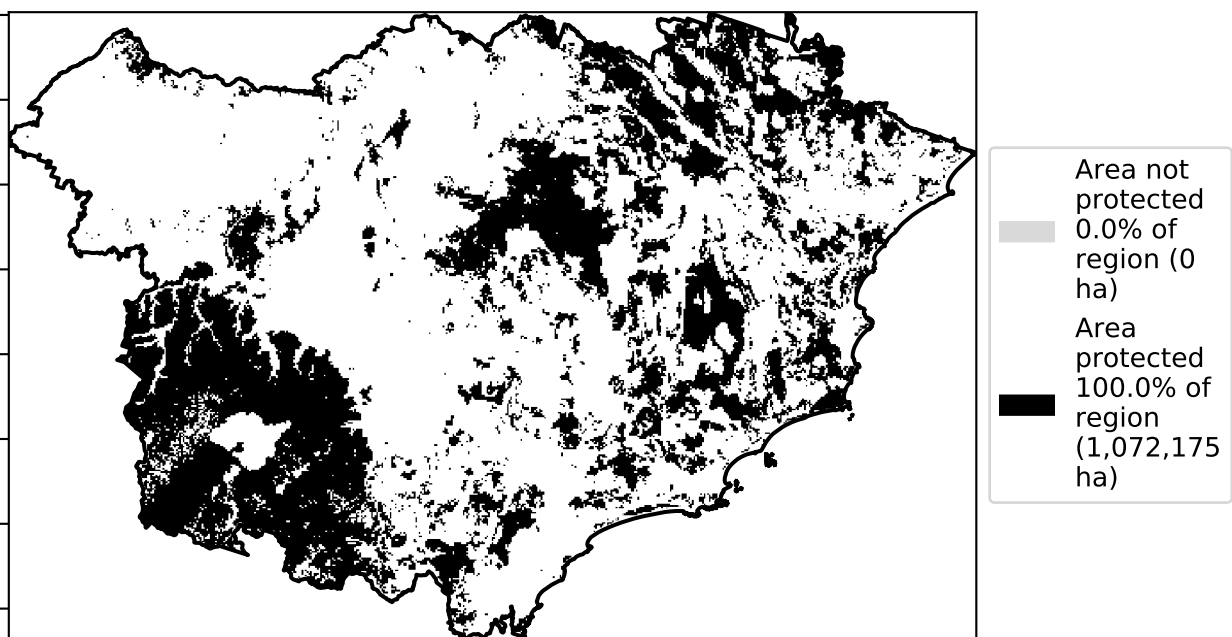 Area not
protected
0.0% of
region (0
ha)
Area
protected
100.0% of
region
(1,072,175
ha)